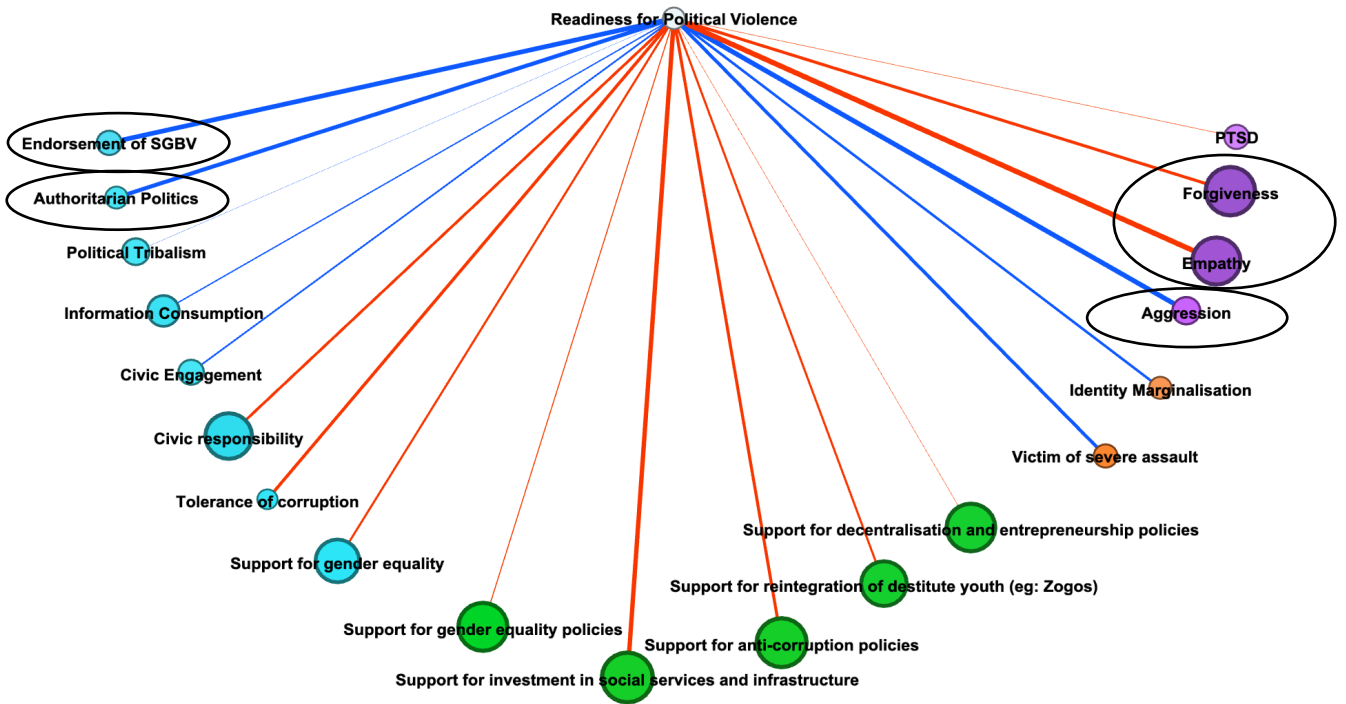 Readiness for Political Violence
Endorsement of SGBV
Authoritarian Politics
Political Tribalism
Information Consumption
Civic Engagement
Civic responsibility
Tolerance of corruption
Support for gender equality
Support for gender equality policies
Support for investment in social services and infrastructure
Support for anti-corruption policies
Support for reintegration of destitute youth (eg: Zogos)
Support for decentralisation and entrepreneurship policies
Victim of severe assault
Identity Marginalisation
Aggression
Empathy
Forgiveness
PTSD